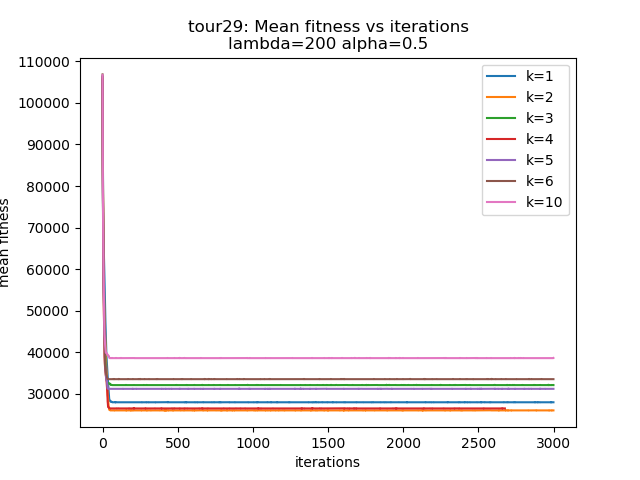 tour29: Mean fitness vs iterations
lambda=200 alpha=0.5
110000
100000
90000
80000
70000
60000
50000
40000
30000
mean fitness
k=1
k=2
k=3
k=4
k=5
k=6
k=10
0
500
1000
1500
2000
2500
3000
iterations